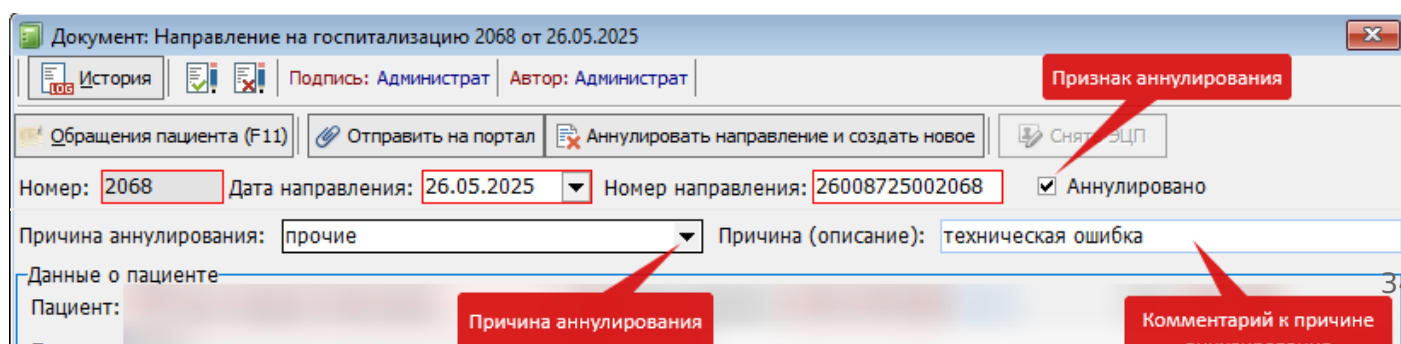 Документ: Направление на госпитализацию 2068 от 26.05.2025
LOG История Подпись: Администрат Автор: Администрат
Признак аннулирования
Обращения пациента (F11) Отправить на портал Аннулировать направление и создать новое Снять ЭЦП
Номер: 2068 Дата направления: 26.05.2025 Номер направления: 26008725002068 Аннулировано
Причина аннулирования: прочие Причина (описание): техническая ошибка
Данные о пациенте
Пациент:
Причина аннулирования
Комментарий к причине